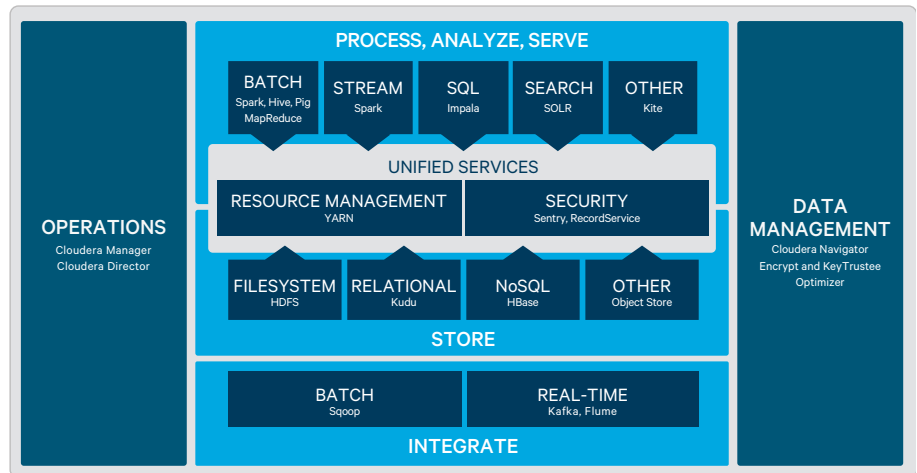 PROCESS, ANALYZE, SERVE
BATCH
Spark, Hive, Pig
MapReduce
STREAM
Spark
SQL
Impala
SEARCH
SOLR
OTHER
Kite
UNIFIED SERVICES
RESOURCE MANAGEMENT
YARN
SECURITY
Sentry, RecordService
OPERATIONS
Cloudera Manager
Cloudera Director
DATA
MANAGEMENT
Cloudera Navigator
Encrypt and KeyTrustee
Optimizer
FILESYSTEM
HDFS
RELATIONAL
Kudu
NoSQL
HBase
OTHER
Object Store
STORE
BATCH
Sqoop
REAL-TIME
Kafka, Flume
INTEGRATE